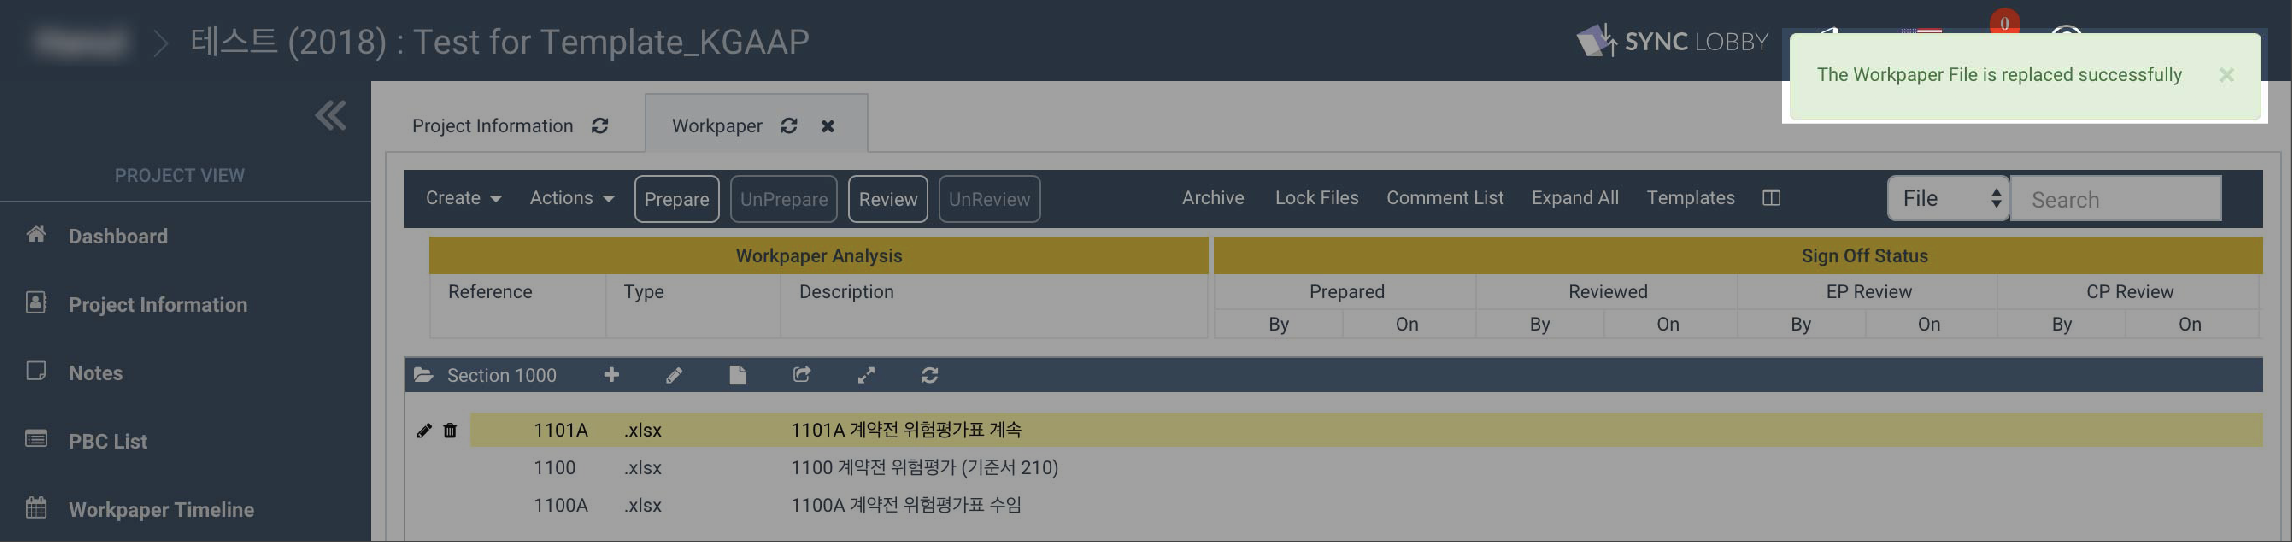 테스트 (2018) : Test for Template_KGAAP
SYNC LOBBY
0
The Workpaper File is replaced successfully
Project Information
Workpaper
PROJECT VIEW
Dashboard
Project Information
Notes
PBC List
Workpaper Timeline
Create Actions Prepare UnPrepare Review UnReview Archive Lock Files Comment List Expand All Templates File Search
Workpaper Analysis Sign Off Status
Reference Type Description Prepared Reviewed EP Review CP Review
By On By On By On By On
Section 1000
1101A .xlsx 1101A 계약전 위험평가표 계속
1100 .xlsx 1100 계약전 위험평가 (기준서 210)
1100A .xlsx 1100A 계약전 위험평가표 수임